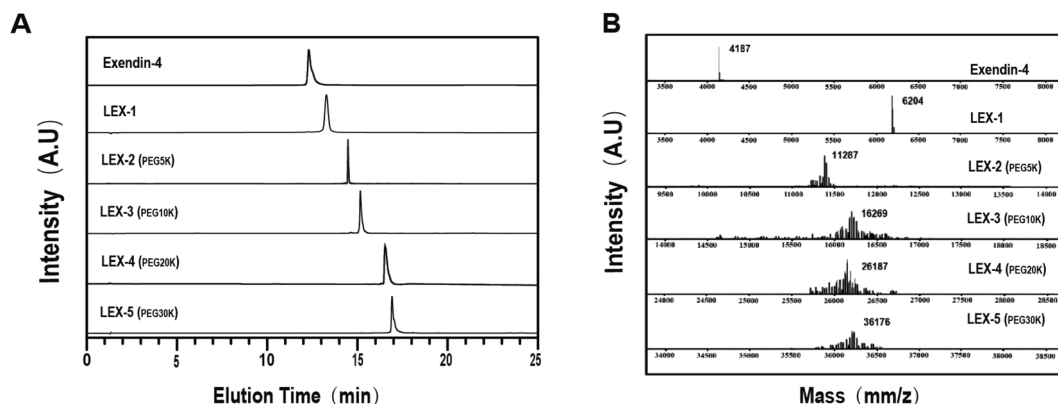 A
Exendin-4
LEX-1
LEX-2 (PEG5K)
LEX-3 (PEG10K)
LEX-4 (PEG20K)
LEX-5 (PEG30K)
0 5 10 15 20 25
Elution Time (min)
Intensity (A.U)
B
4187
Exendin-4
3500 4000 4500 5000 5500 6000 6500 7000 7500 8000
6204
LEX-1
3500 4000 4500 5000 5500 6000 6500 7000 7500 8000
11287
LEX-2 (PEG5K)
9500 10000 10500 11000 11500 12000 12500 13000 13500 14000
16269
LEX-3 (PEG10K)
14000 14500 15000 15500 16000 16500 17000 17500 18000 18500
26187
LEX-4 (PEG20K)
24000 24500 25000 25500 26000 26500 27000 27500 28000 28500
36176
LEX-5 (PEG30K)
34000 34500 35000 35500 36000 36500 37000 37500 38000 38500
Mass (mm/z)
Intensity (A.U)